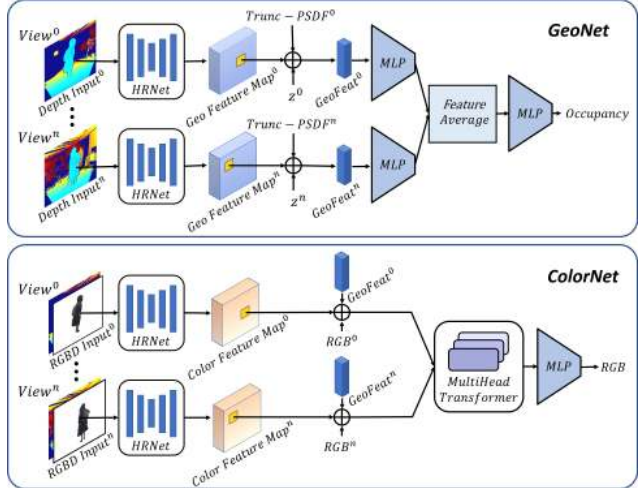 GeoNet
View⁰
Depth Input⁰
HRNet
Geo Feature Map⁰
Trunc − PSDF⁰
z⁰
GeoFeat⁰
MLP
Viewⁿ
Depth Inputⁿ
HRNet
Geo Feature Mapⁿ
Trunc − PSDFⁿ
zⁿ
GeoFeatⁿ
MLP
Feature
Average
MLP
Occupancy
ColorNet
View⁰
RGBD Input⁰
HRNet
Color Feature Map⁰
GeoFeat⁰
RGB⁰
Viewⁿ
RGBD Inputⁿ
HRNet
Color Feature Mapⁿ
GeoFeatⁿ
RGBⁿ
MultiHead
Transformer
MLP
RGB